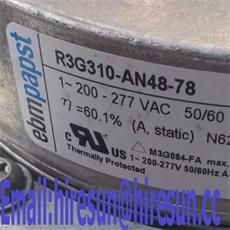 ebmpapst
R3G310-AN48-78
1~ 200 - 277 VAC 50/60
η =60.1% (A, static) N62
M3G084-FA max.
C US 1~ 200-277V 50/60Hz A
Thermally Protected
Email:hiresun@hiresun.cc